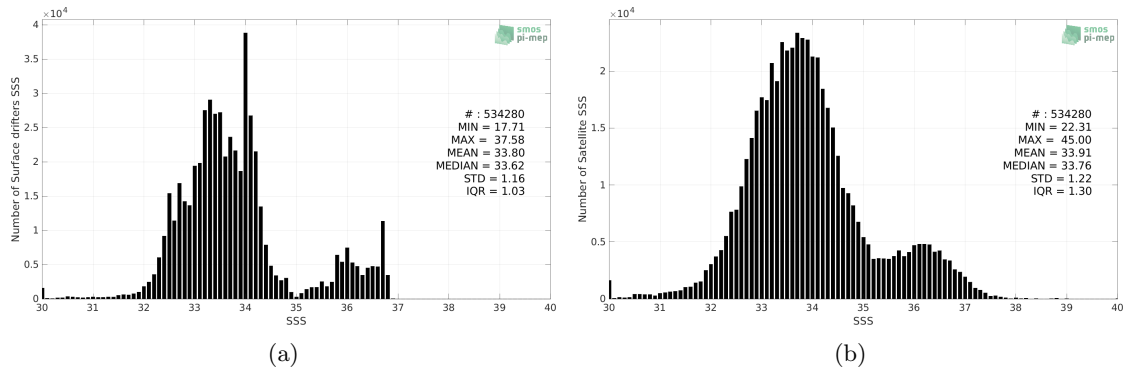 ×10⁴
4
3.5
3
2.5
2
1.5
1
0.5
0
Number of Surface drifters SSS
smos
pi-mep
# : 534280
MIN = 17.71
MAX = 37.58
MEAN = 33.80
MEDIAN = 33.62
STD = 1.16
IQR = 1.03
30 31 32 33 34 35 36 37 38 39 40
SSS
(a)
×10⁴
2
1.5
1
0.5
0
Number of Satellite SSS
smos
pi-mep
# : 534280
MIN = 22.31
MAX = 45.00
MEAN = 33.91
MEDIAN = 33.76
STD = 1.22
IQR = 1.30
30 31 32 33 34 35 36 37 38 39 40
SSS
(b)